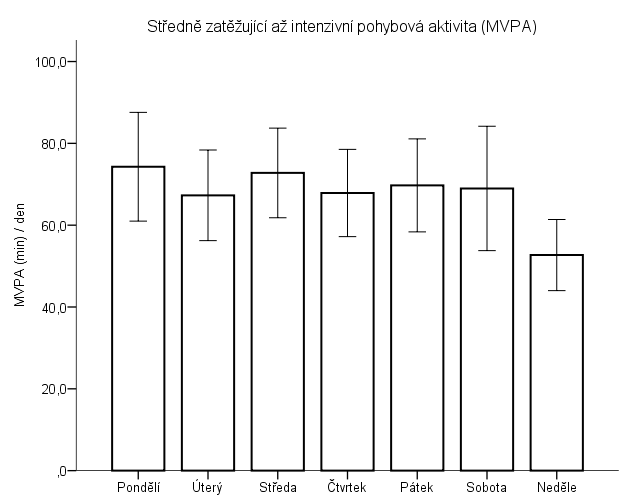 Středně zatěžující až intenzivní pohybová aktivita (MVPA)
MVPA (min) / den
100,0
80,0
60,0
40,0
20,0
,0
Pondělí Úterý Středa Čtvrtek Pátek Sobota Neděle